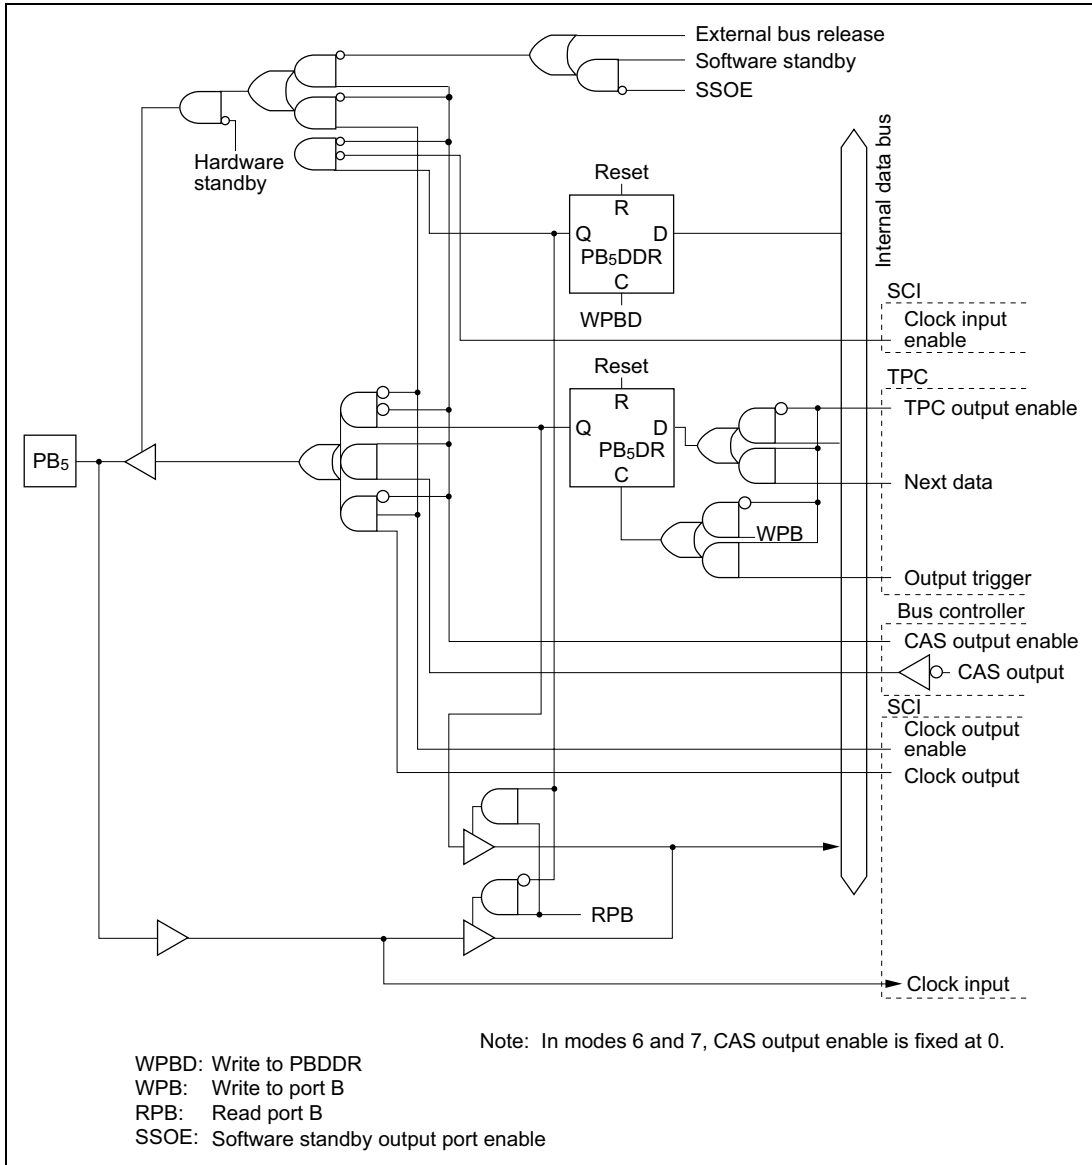 External bus release
Software standby
SSOE
Hardware
standby
Internal data bus
Reset
R
Q D
PB5DDR
C
WPBD
SCI
Clock input
enable
Reset
R
Q D
PB5DR
C
TPC
TPC output enable
Next data
WPB
Output trigger
PB5
Bus controller
CAS output enable
CAS output
SCI
Clock output
enable
Clock output
RPB
Clock input
Note: In modes 6 and 7, CAS output enable is fixed at 0.
WPBD: Write to PBDDR
WPB: Write to port B
RPB: Read port B
SSOE: Software standby output port enable